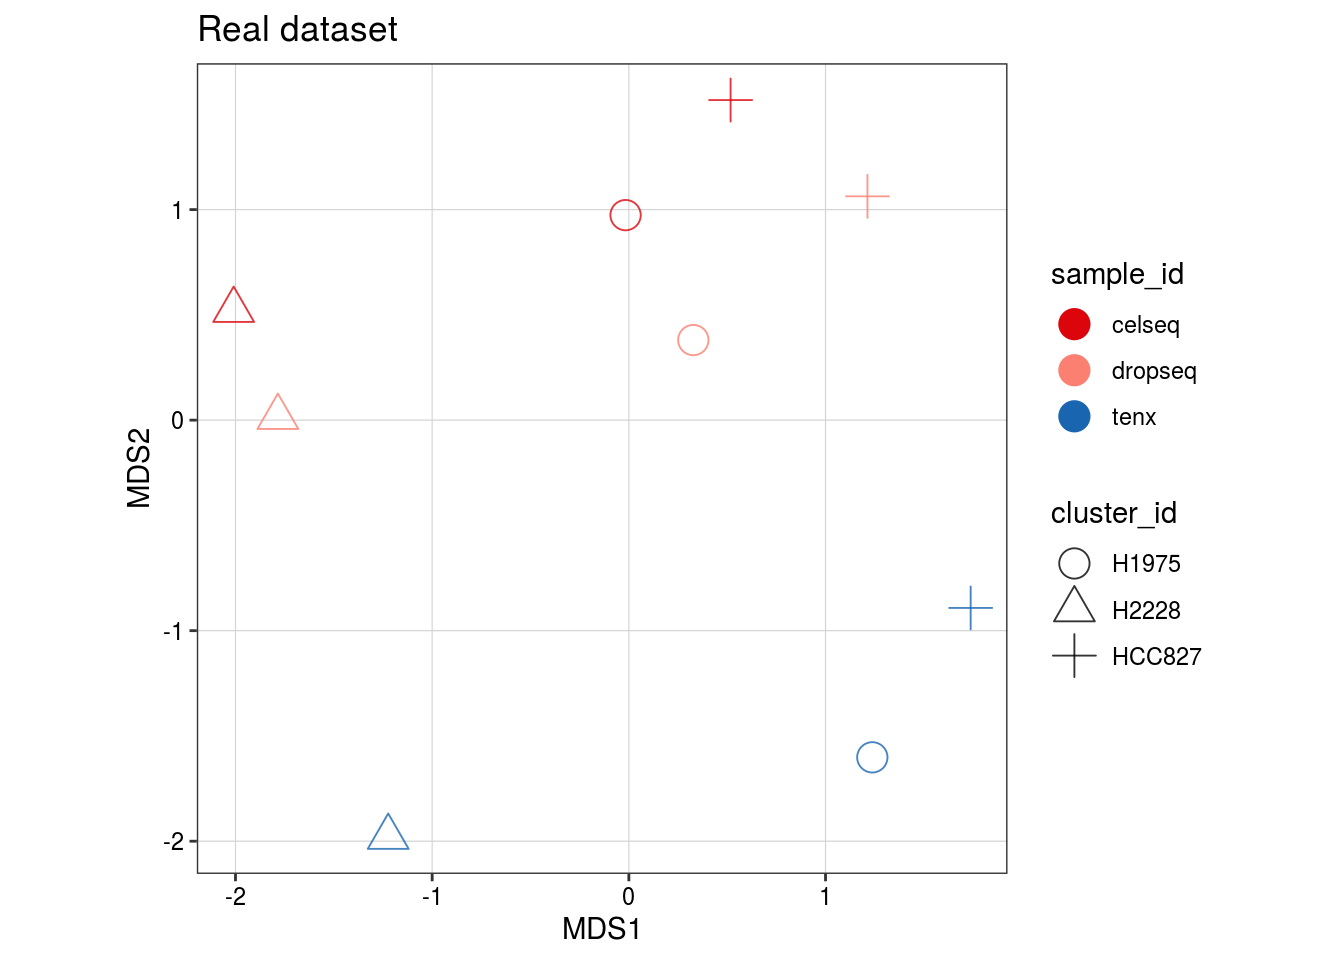 Real dataset
1
0
-1
-2
MDS2
-2
-1
0
1
MDS1
sample_id
celseq
dropseq
tenx
cluster_id
H1975
H2228
HCC827